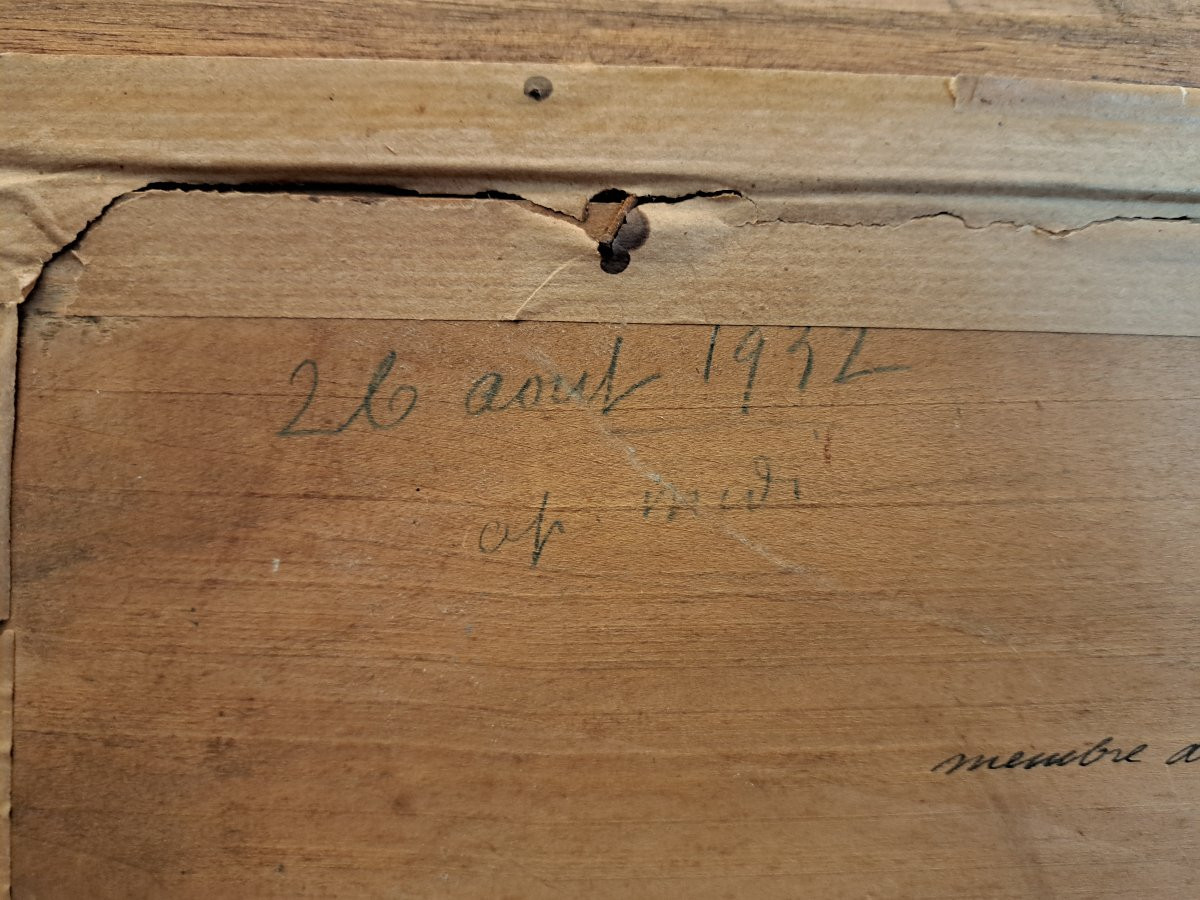 26 aout 1932
ap. midi
membre d